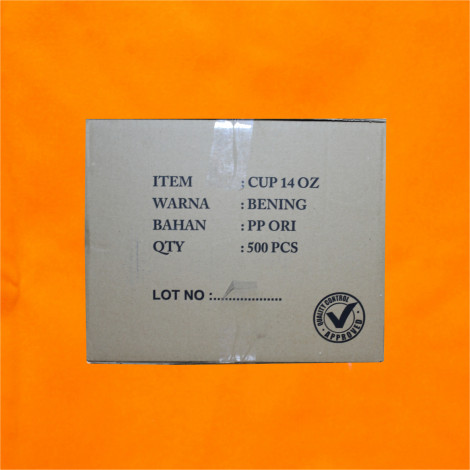 ITEM : CUP 14 OZ
WARNA : BENING
BAHAN : PP ORI
QTY : 500 PCS
LOT NO :...................
QUALITY CONTROL
APPROVED